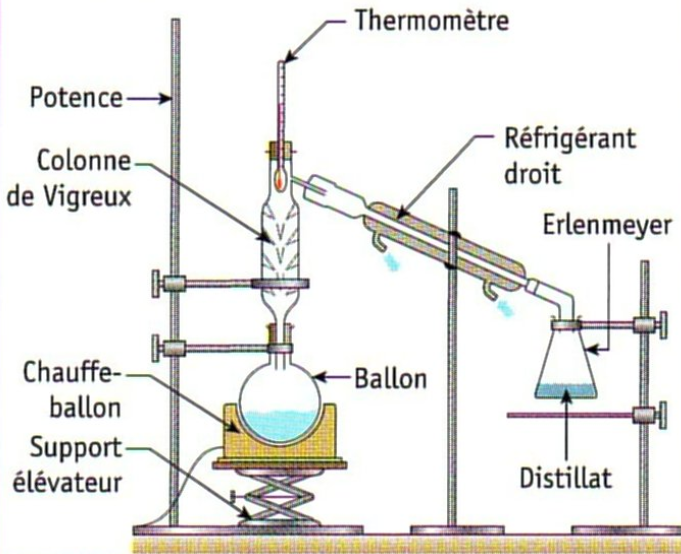 Thermomètre
Potence
Colonne
de Vigreux
Réfrigérant
droit
Erlenmeyer
Chauffe-
ballon
Ballon
Support
élévateur
Distillat